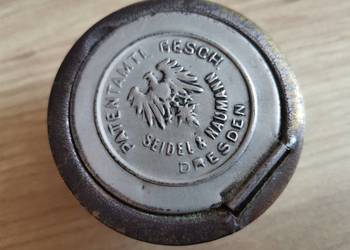 PATENTAMTL GESCH
SEIDEL & NAUMANN
DRESDEN